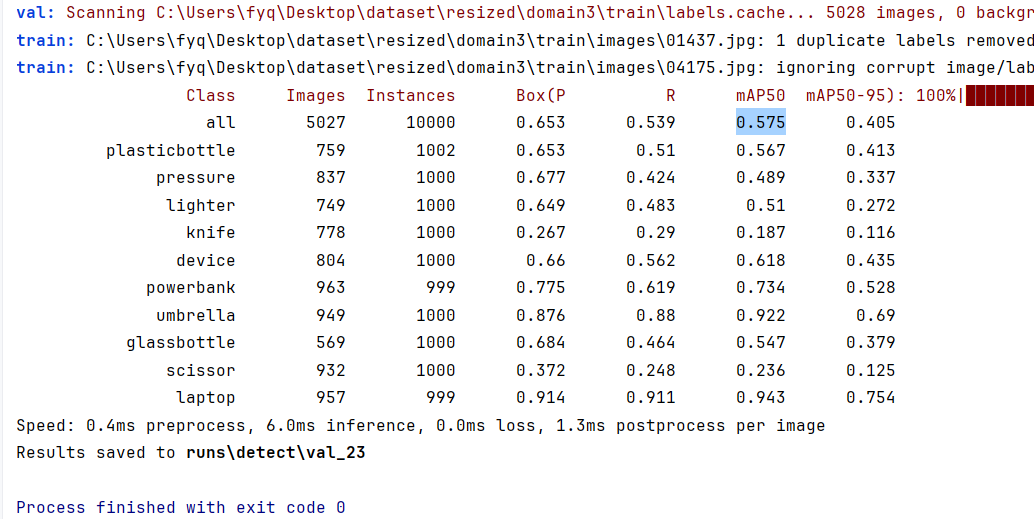 val: Scanning C:\Users\fyq\Desktop\dataset\resized\domain3\train\labels.cache... 5028 images, 0 backgr
train: C:\Users\fyq\Desktop\dataset\resized\domain3\train\images\01437.jpg: 1 duplicate labels removed
train: C:\Users\fyq\Desktop\dataset\resized\domain3\train\images\04175.jpg: ignoring corrupt image/lab
Class Images Instances Box(P R mAP50 mAP50-95): 100%|
all 5027 10000 0.653 0.539 0.575 0.405
plasticbottle 759 1002 0.653 0.51 0.567 0.413
pressure 837 1000 0.677 0.424 0.489 0.337
lighter 749 1000 0.649 0.483 0.51 0.272
knife 778 1000 0.267 0.29 0.187 0.116
device 804 1000 0.66 0.562 0.618 0.435
powerbank 963 999 0.775 0.619 0.734 0.528
umbrella 949 1000 0.876 0.88 0.922 0.69
glassbottle 569 1000 0.684 0.464 0.547 0.379
scissor 932 1000 0.372 0.248 0.236 0.125
laptop 957 999 0.914 0.911 0.943 0.754
Speed: 0.4ms preprocess, 6.0ms inference, 0.0ms loss, 1.3ms postprocess per image
Results saved to runs\detect\val_23
Process finished with exit code 0